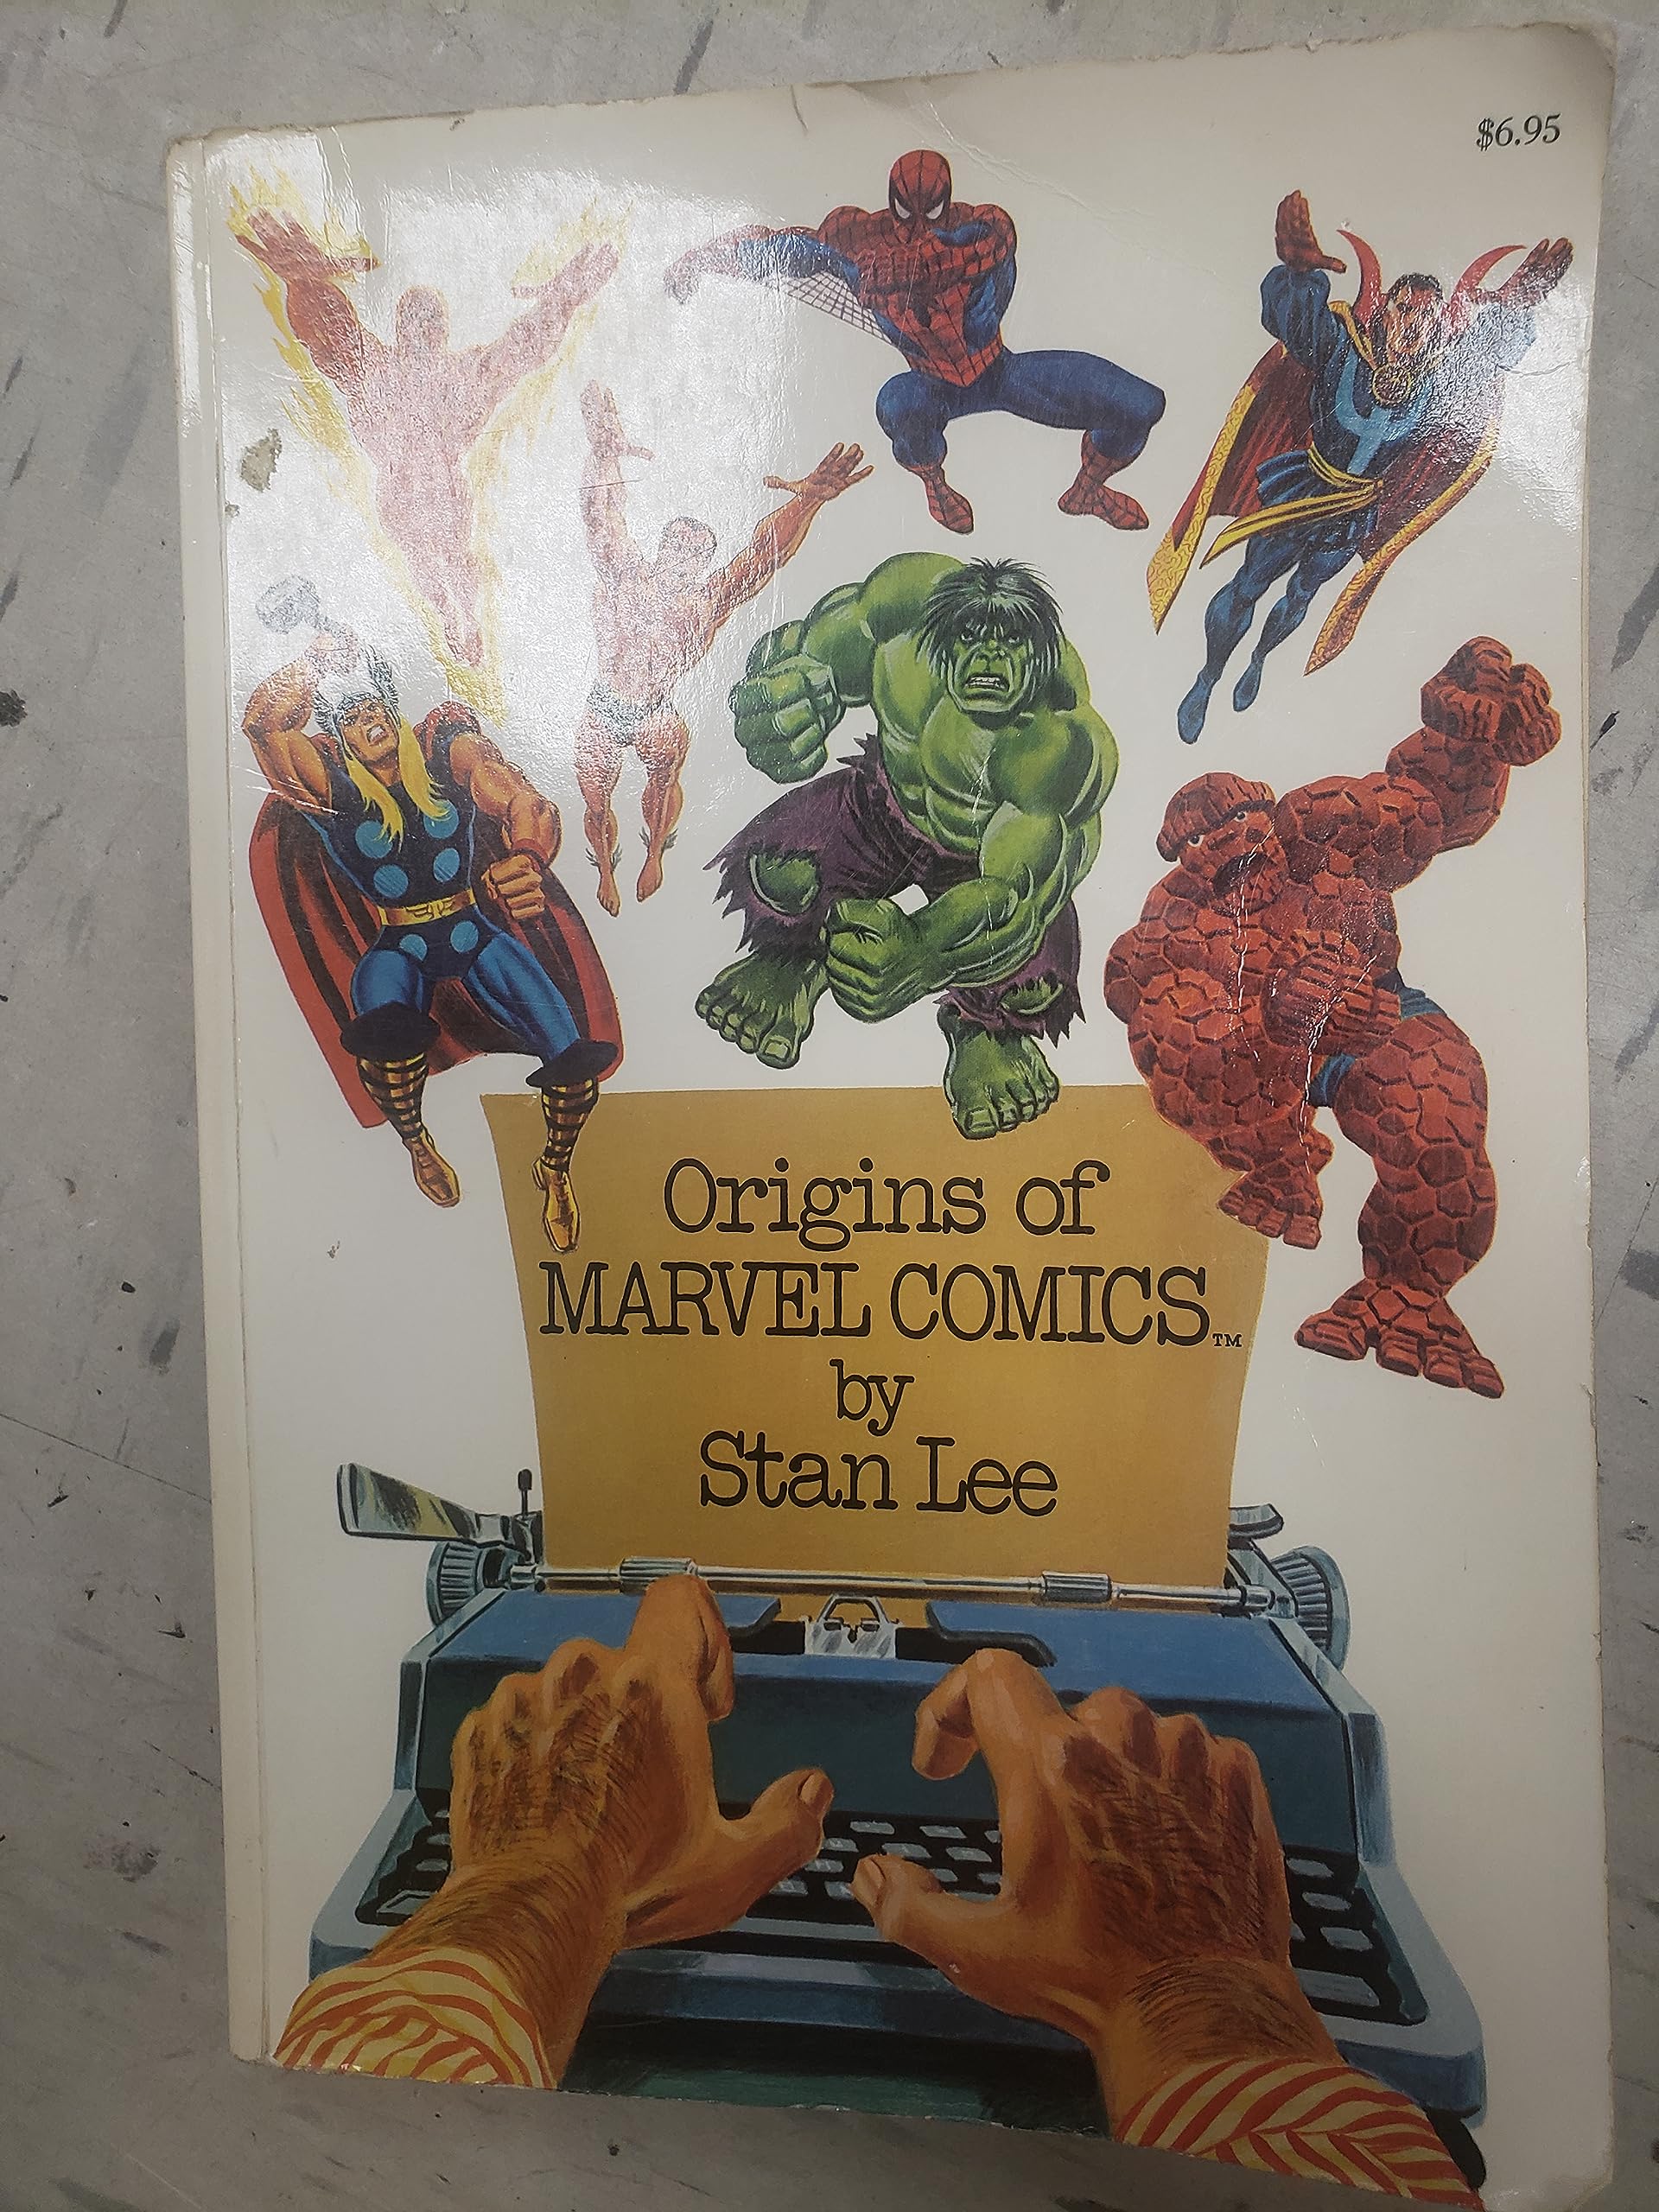 $6.95
Origins of
MARVEL COMICS™
by
Stan Lee